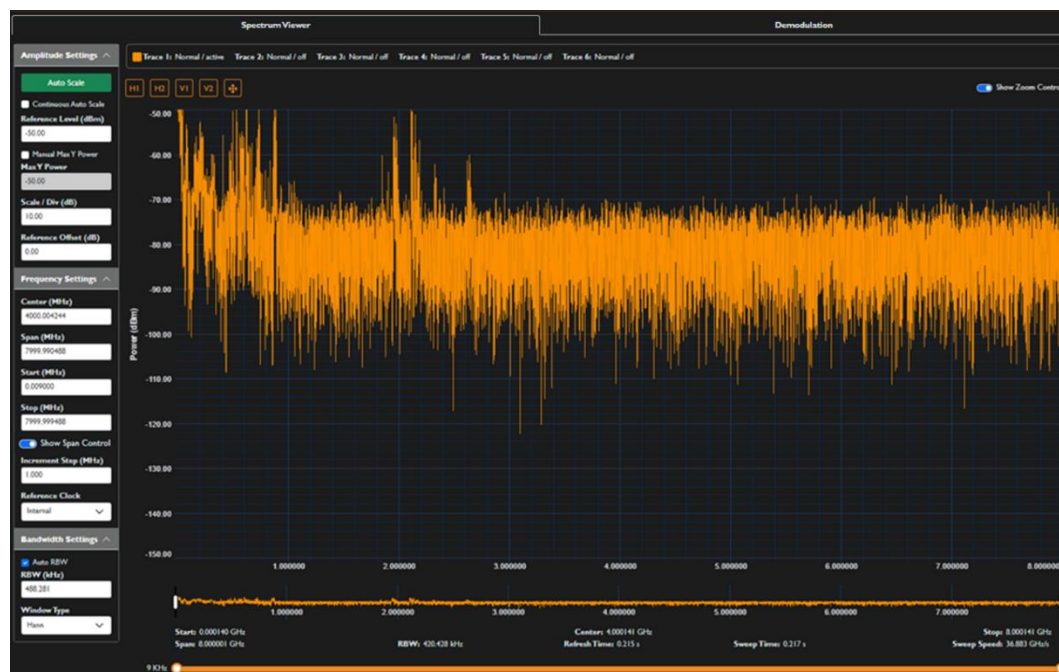 Spectrum Viewer
Demodulation
Amplitude Settings
Auto Scale
Continuous Auto Scale
Reference Level (dBm)
-50.00
Manual Max Y Power
Max Y Power
-50.00
Scale / Div (dB)
10.00
Reference Offset (dB)
0.00
Frequency Settings
Center (MHz)
4000.004244
Span (MHz)
7999.990488
Start (MHz)
0.009000
Stop (MHz)
7999.999488
Show Span Control
Increment Step (MHz)
1.000
Reference Clock
Internal
Bandwidth Settings
Auto RBW
RBW (kHz)
488.281
Window Type
Hann
Trace 1: Normal / active Trace 2: Normal / off Trace 3: Normal / off Trace 4: Normal / off Trace 5: Normal / off Trace 6: Normal / off
H1 H2 V1 V2
Show Zoom Contro
Power (dBm)
-50.00
-60.00
-70.00
-80.00
-90.00
-100.00
-110.00
-120.00
-130.00
-140.00
-150.00
1.000000 2.000000 3.000000 4.000000 5.000000 6.000000 7.000000 8.00000
1.000000 2.000000 3.000000 4.000000 5.000000 6.000000 7.000000
Start: 0.000140 GHz Center: 4.000141 GHz Stop: 8.000141 GHz
Span: 8.000001 GHz RBW: 420.428 kHz Refresh Time: 0.215 s Sweep Time: 0.217 s Sweep Speed: 36.883 GHz/s
9 KHz